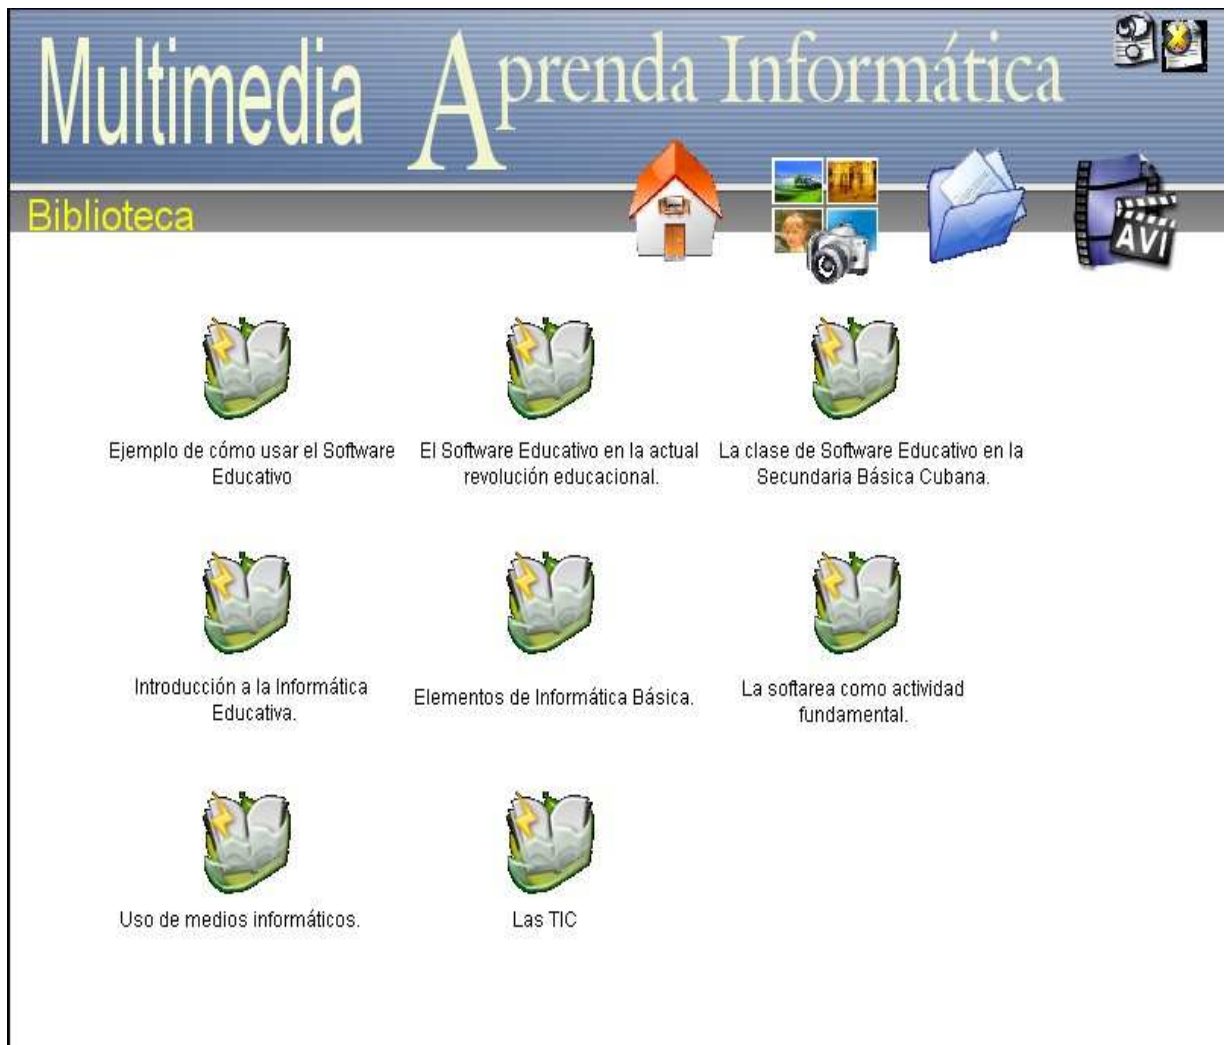 Multimedia Aprenda Informática
Biblioteca
AVI
Ejemplo de cómo usar el Software
Educativo
El Software Educativo en la actual
revolución educacional.
La clase de Software Educativo en la
Secundaria Básica Cubana.
Introducción a la Informática
Educativa.
Elementos de Informática Básica.
La softarea como actividad
fundamental.
Uso de medios informáticos.
Las TIC